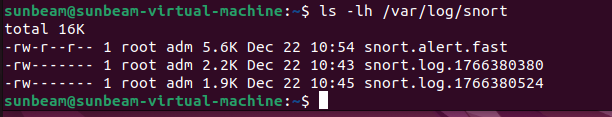 sunbeam@sunbeam-virtual-machine:~$ ls -lh /var/log/snort
total 16K
-rw-r--r-- 1 root adm 5.6K Dec 22 10:54 snort.alert.fast
-rw------- 1 root adm 2.2K Dec 22 10:43 snort.log.1766380380
-rw------- 1 root adm 1.9K Dec 22 10:45 snort.log.1766380524
sunbeam@sunbeam-virtual-machine:~$